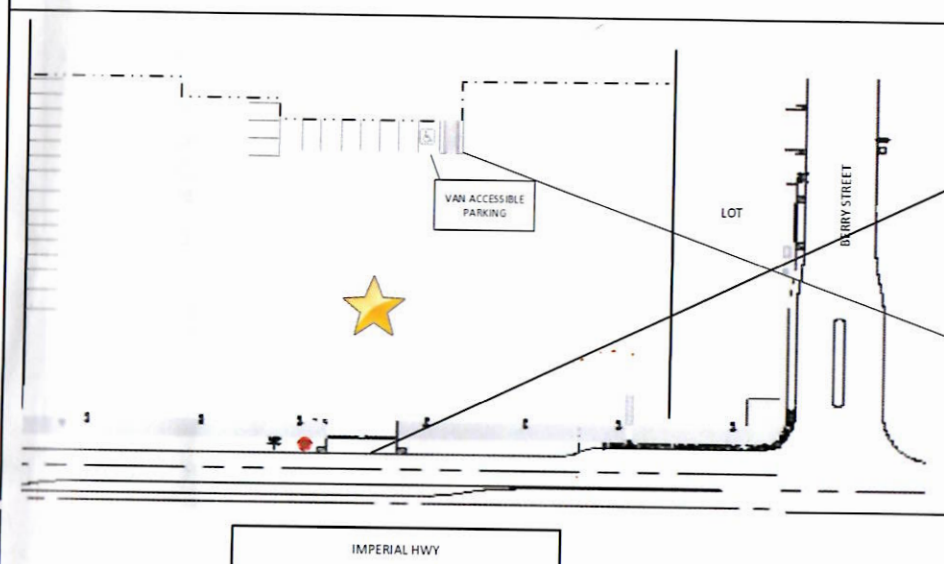 VAN ACCESSIBLE
PARKING
LOT
BERRY STREET
IMPERIAL HWY